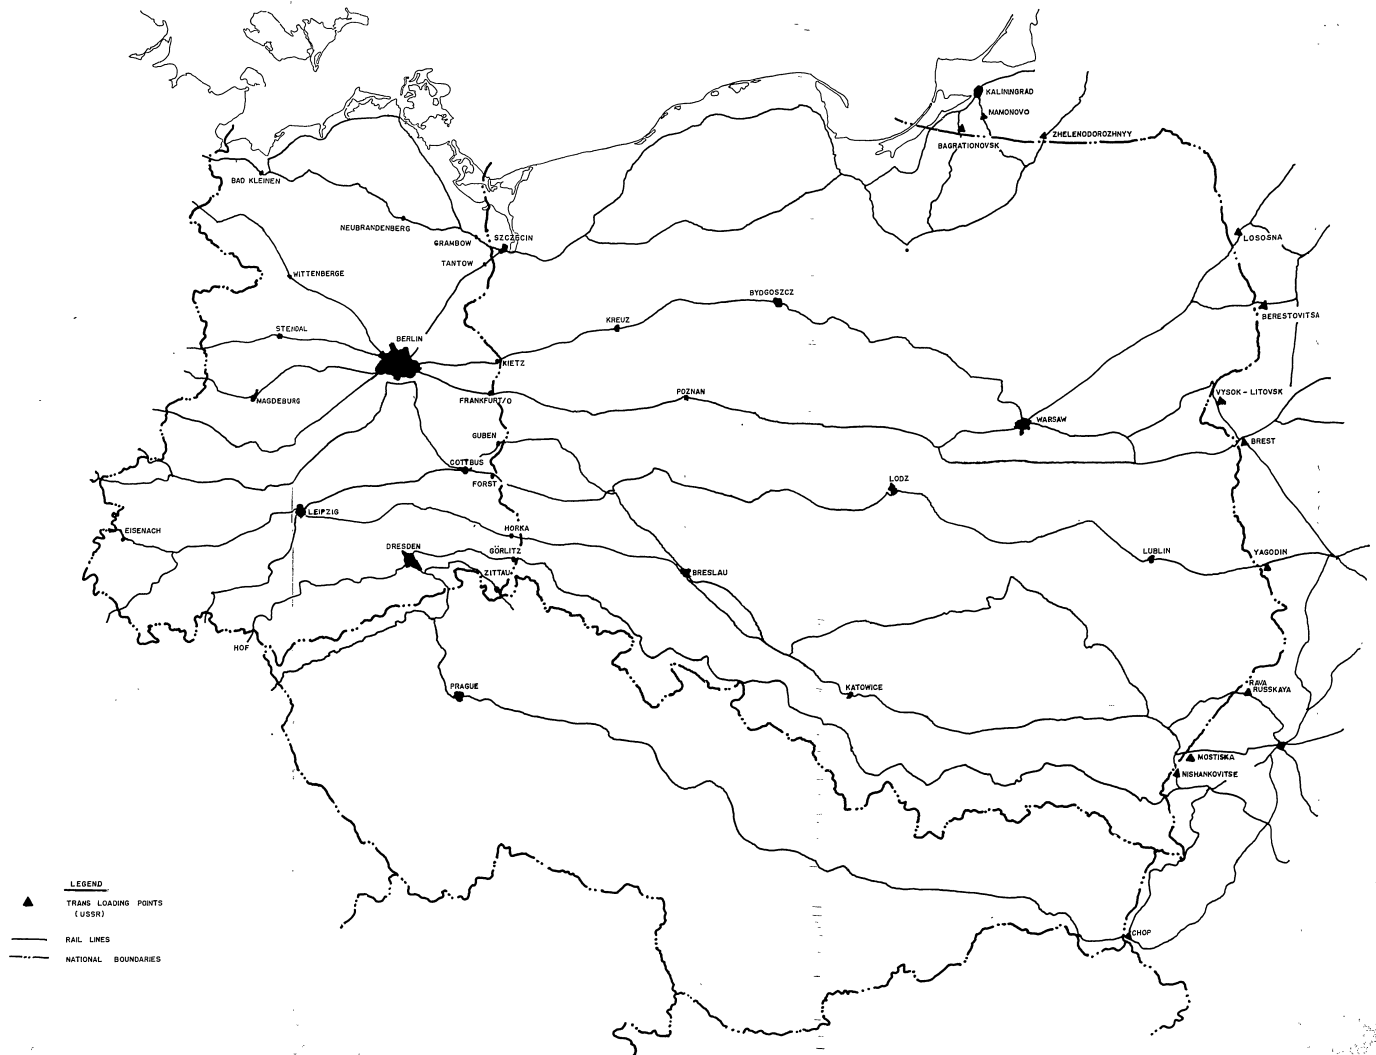 KALININGRAD
MAMONOVO
ZHELENODOROZHNYY
BAGRATIONOVSK
BAD KLEINEN
NEUBRANDENBERG
GRAMBOW
SZCZECIN
TANTOW
LOSOSNA
WITTENBERGE
BYDGOSZCZ
BERESTOVITSA
KREUZ
STENDAL
BERLIN
KIETZ
MAGDEBURG
FRANKFURT/O
POZNAN
VYSOK-LITOVSK
WARSAW
GUBEN
BREST
COTTBUS
FORST
LODZ
LEIPZIG
EISENACH
HORKA
DRESDEN
GÖRLITZ
LUBLIN
YAGODIN
ZITTAU
BRESLAU
HOF
PRAGUE
KATOWICE
RAVA
RUSSKAYA
MOSTISKA
NISHANKOVITSE
CHOP
LEGEND
TRANS LOADING POINTS
(USSR)
RAIL LINES
NATIONAL BOUNDARIES